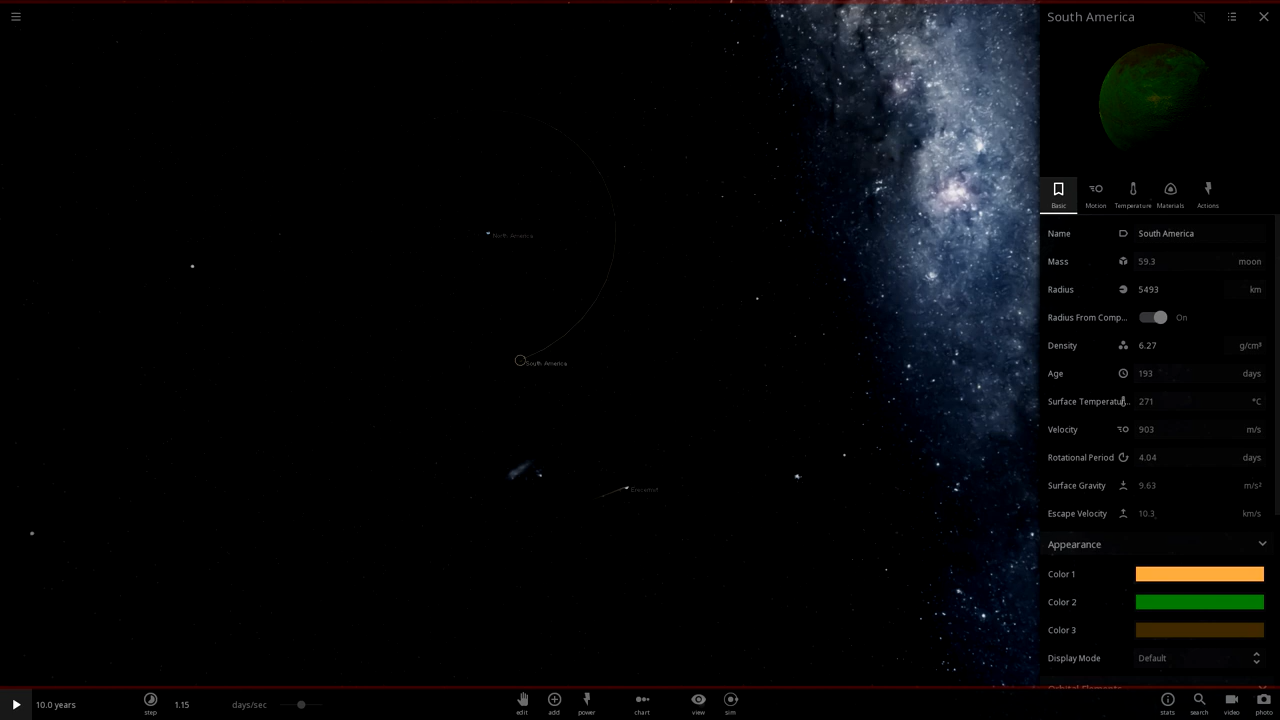 South America
Basic
Motion
Temperature
Materials
Actions
Name South America
Mass 59.3 moon
Radius 5493 km
Radius From Comp... On
Density 6.27 g/cm³
Age 193 days
Surface Temperatur... 271 °C
Velocity 903 m/s
Rotational Period 4.04 days
Surface Gravity 9.63 m/s²
Escape Velocity 10.3 km/s
Appearance
Color 1
Color 2
Color 3
Display Mode Default
Orbital Elements
North America
South America
10.0 years
step
1.15 days/sec
edit
add
power
chart
view
sim
stats
search
video
photo